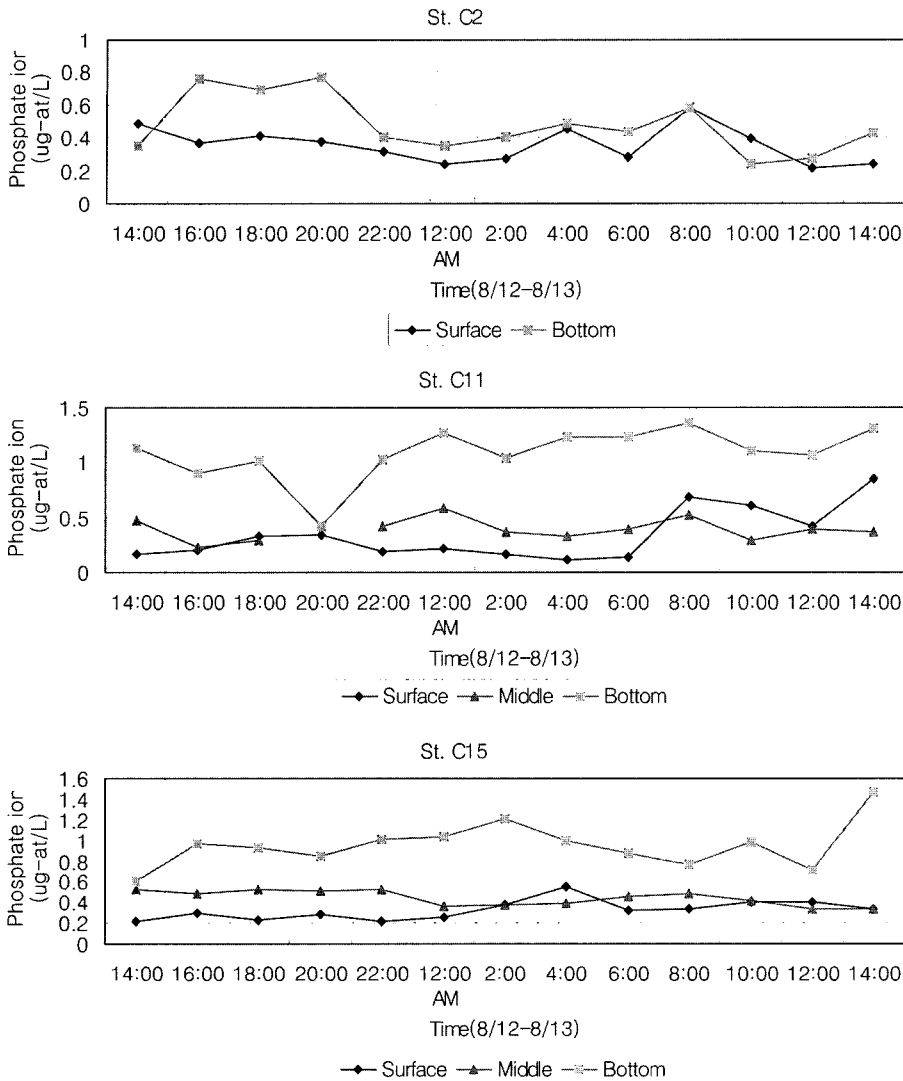 St. C2
Phosphate ior
(ug-at/L)
1
0.8
0.6
0.4
0.2
0
14:00 16:00 18:00 20:00 22:00 12:00 2:00 4:00 6:00 8:00 10:00 12:00 14:00
AM
Time(8/12-8/13)
Surface Bottom
St. C11
Phosphate ion
(ug-at/L)
1.5
1
0.5
0
14:00 16:00 18:00 20:00 22:00 12:00 2:00 4:00 6:00 8:00 10:00 12:00 14:00
AM
Time(8/12-8/13)
Surface Middle Bottom
St. C15
Phosphate ior
(ug-at/L)
1.6
1.4
1.2
1
0.8
0.6
0.4
0.2
0
14:00 16:00 18:00 20:00 22:00 12:00 2:00 4:00 6:00 8:00 10:00 12:00 14:00
AM
Time(8/12-8/13)
Surface Middle Bottom